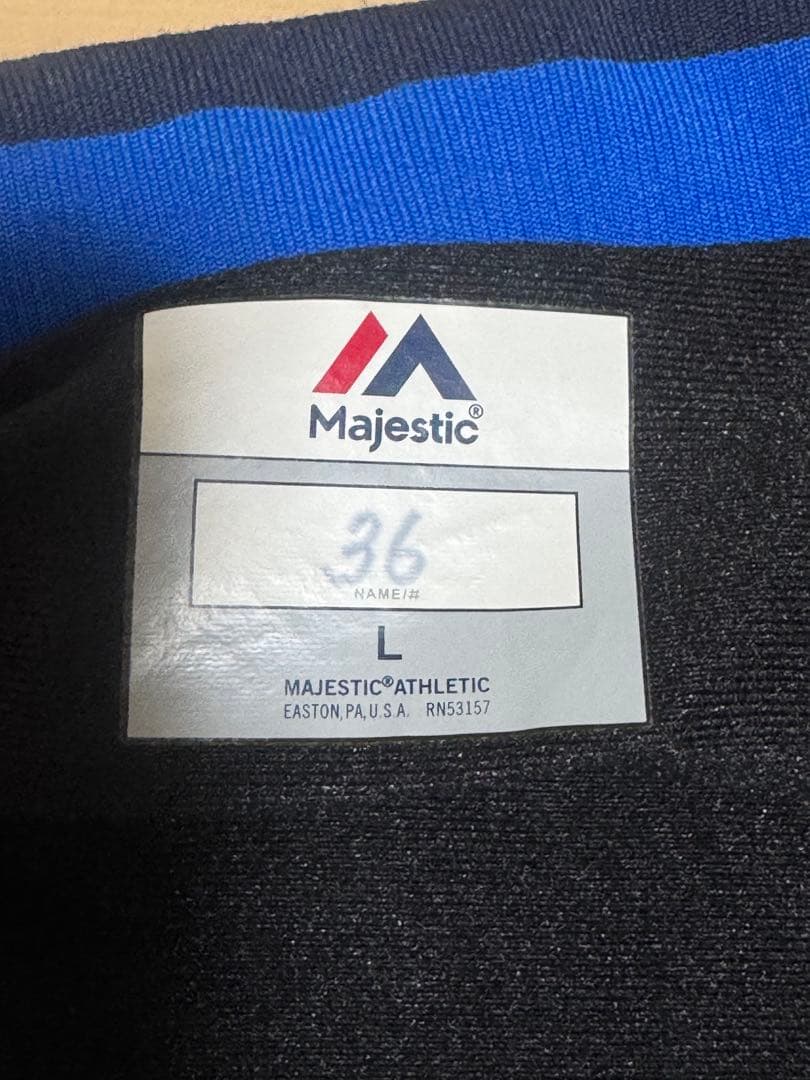 Majestic®
36
NAME/#
L
MAJESTIC®ATHLETIC
EASTON, PA, U.S.A. RN53157